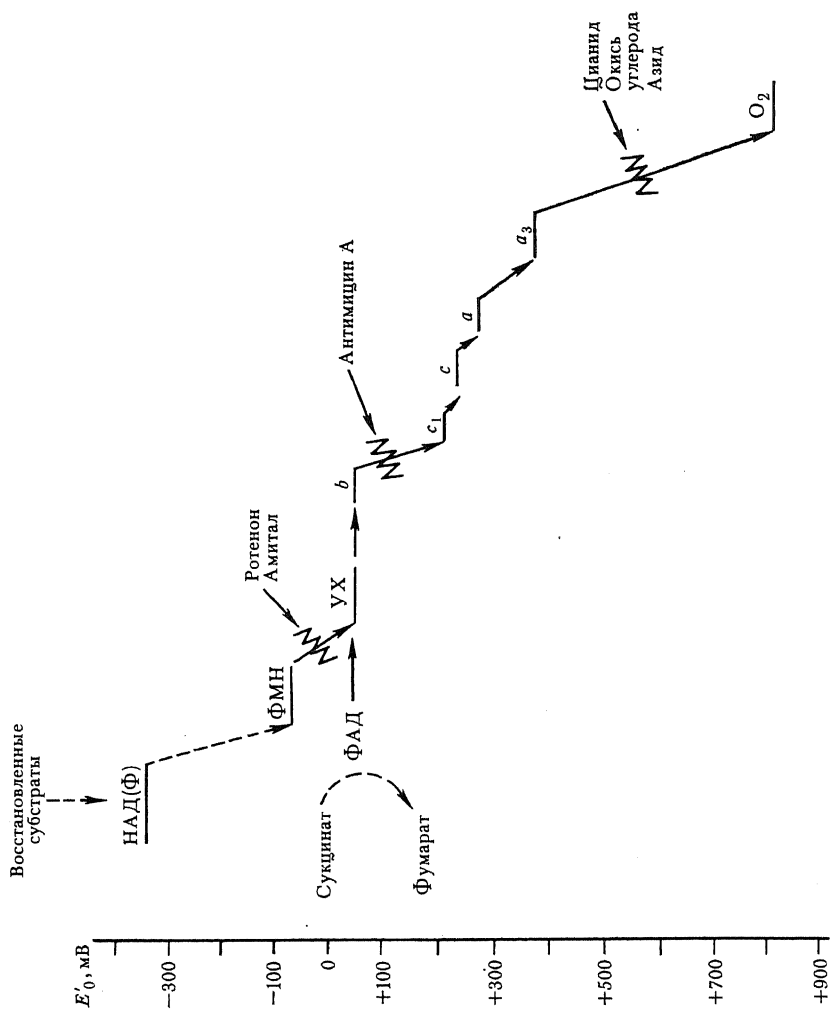 Восстановленные
субстраты
НАД(Ф)
ФМН
Ротенон
Амитал
УХ
ФАД
Сукцинат
Фумарат
b
Антимицин А
c₁
c
a
a₃
Цианид
Окись
углерода
Азид
O₂
E′₀, мВ
−300
−100
0
+100
+300
+500
+700
+900